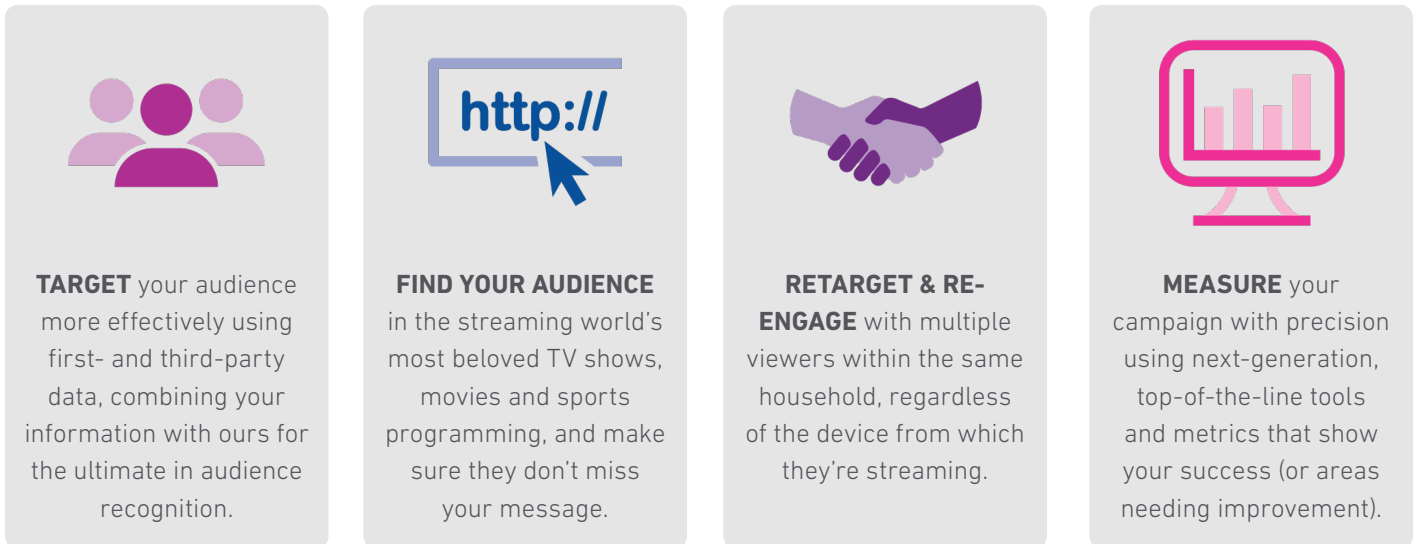 TARGET your audience
more effectively using
first- and third-party
data, combining your
information with ours for
the ultimate in audience
recognition.
http://
FIND YOUR AUDIENCE
in the streaming world’s
most beloved TV shows,
movies and sports
programming, and make
sure they don’t miss
your message.
RETARGET & RE-
ENGAGE with multiple
viewers within the same
household, regardless
of the device from which
they’re streaming.
MEASURE your
campaign with precision
using next-generation,
top-of-the-line tools
and metrics that show
your success (or areas
needing improvement).